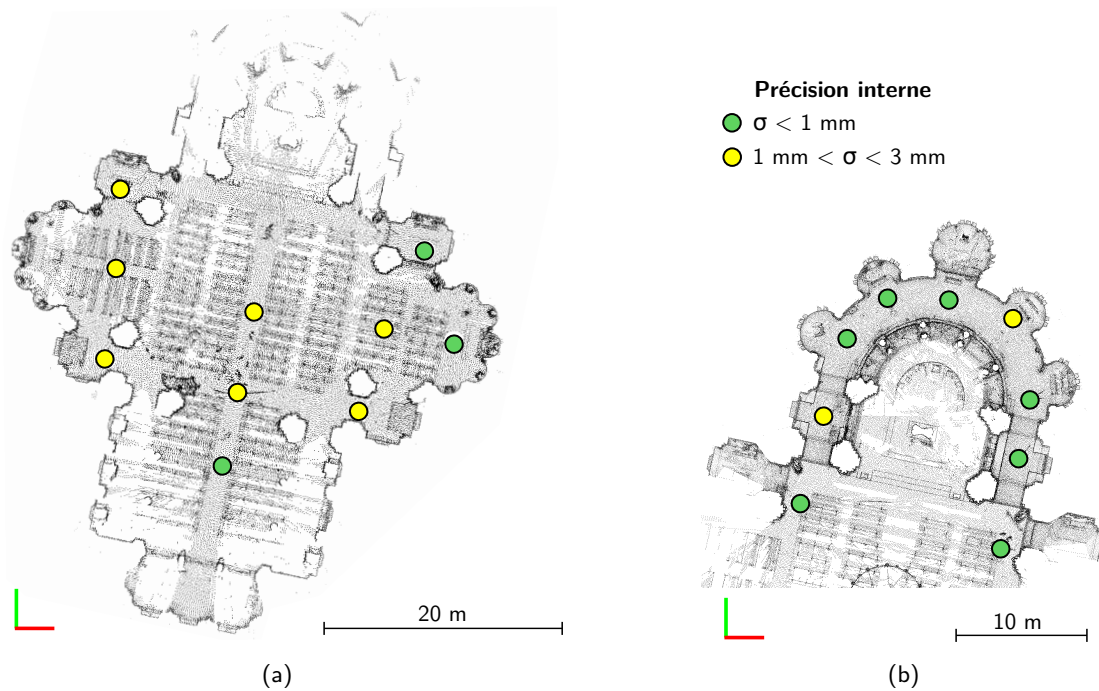 Précision interne
σ < 1 mm
1 mm < σ < 3 mm
20 m
10 m
(a)
(b)